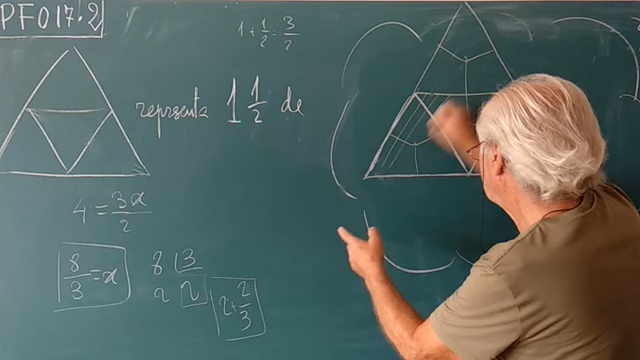 PF017.2
1+1/2=3/2
representa 1 1/2 de
4=3x/2
8/3=x
8 |3
2 2
2+2/3